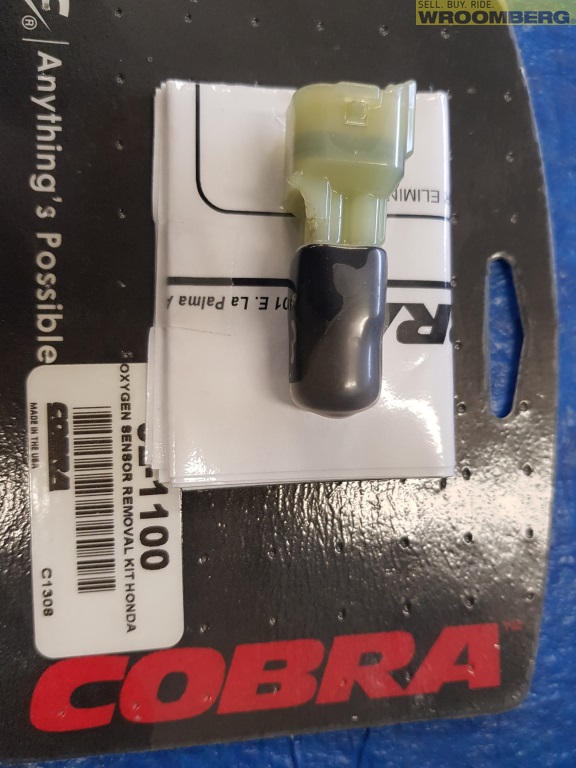 SELL. BUY. RIDE.
WROOMBERG
® Anything's Possible
ELIMIN
01 E. La Palma
-1100
OXYGEN SENSOR REMOVAL KIT HONDA
COBRA
MADE IN THE USA
C1308
COBRA™